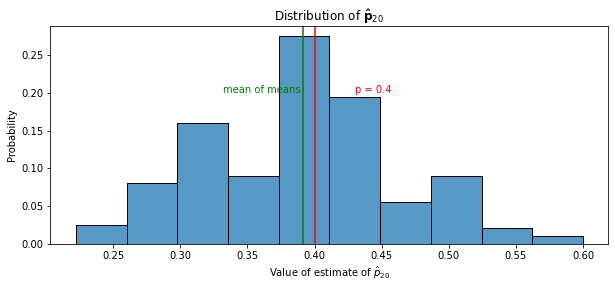 Distribution of p̂₂₀
Probability
0.25
0.20
0.15
0.10
0.05
0.00
mean of means
p = 0.4
0.25 0.30 0.35 0.40 0.45 0.50 0.55 0.60
Value of estimate of p̂₂₀